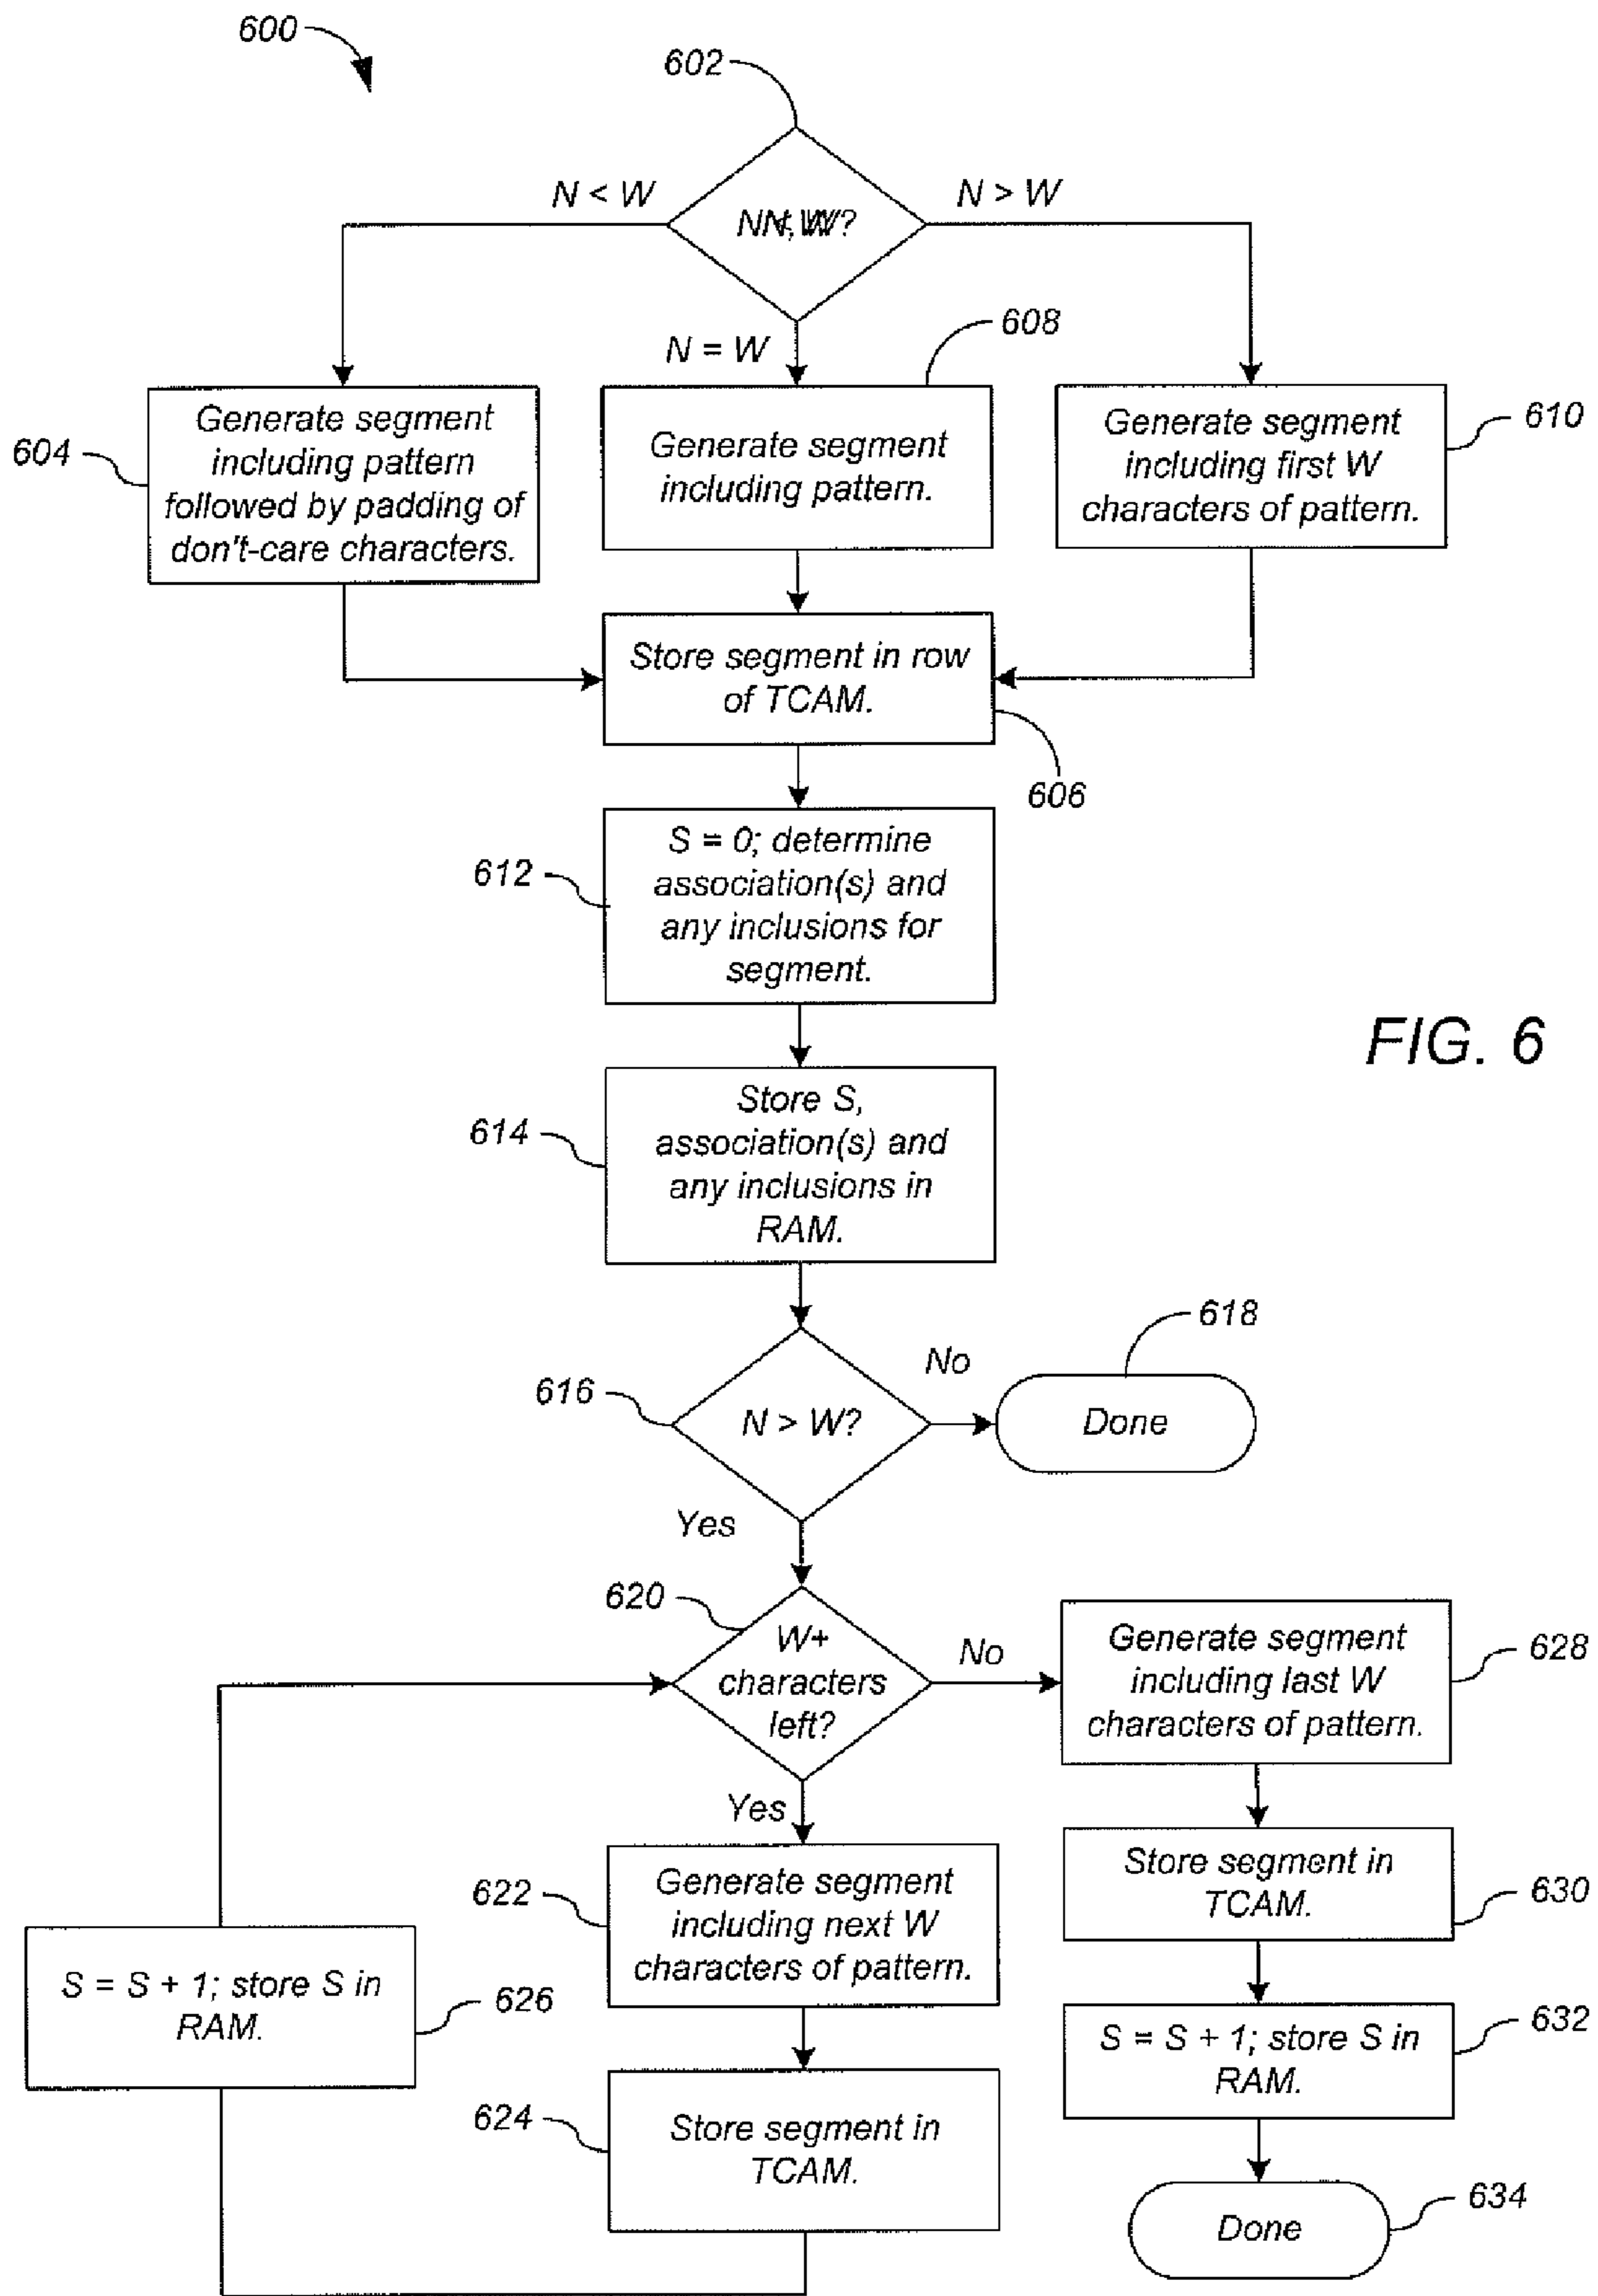 600
602
N < W
N > W
N = W
608
604
Generate segment
including pattern
followed by padding of
don't-care characters.
Generate segment
including pattern.
Generate segment
including first W
characters of pattern.
610
Store segment in row
of TCAM.
606
612
S = 0; determine
association(s) and
any inclusions for
segment.
FIG. 6
614
Store S,
association(s) and
any inclusions in
RAM.
618
616
N > W?
No
Done
Yes
620
W+
characters
left?
No
Generate segment
including last W
characters of pattern.
628
Yes
622
Generate segment
including next W
characters of pattern.
Store segment in
TCAM.
630
S = S + 1; store S in
RAM.
626
S = S + 1; store S in
RAM.
632
624
Store segment in
TCAM.
Done
634